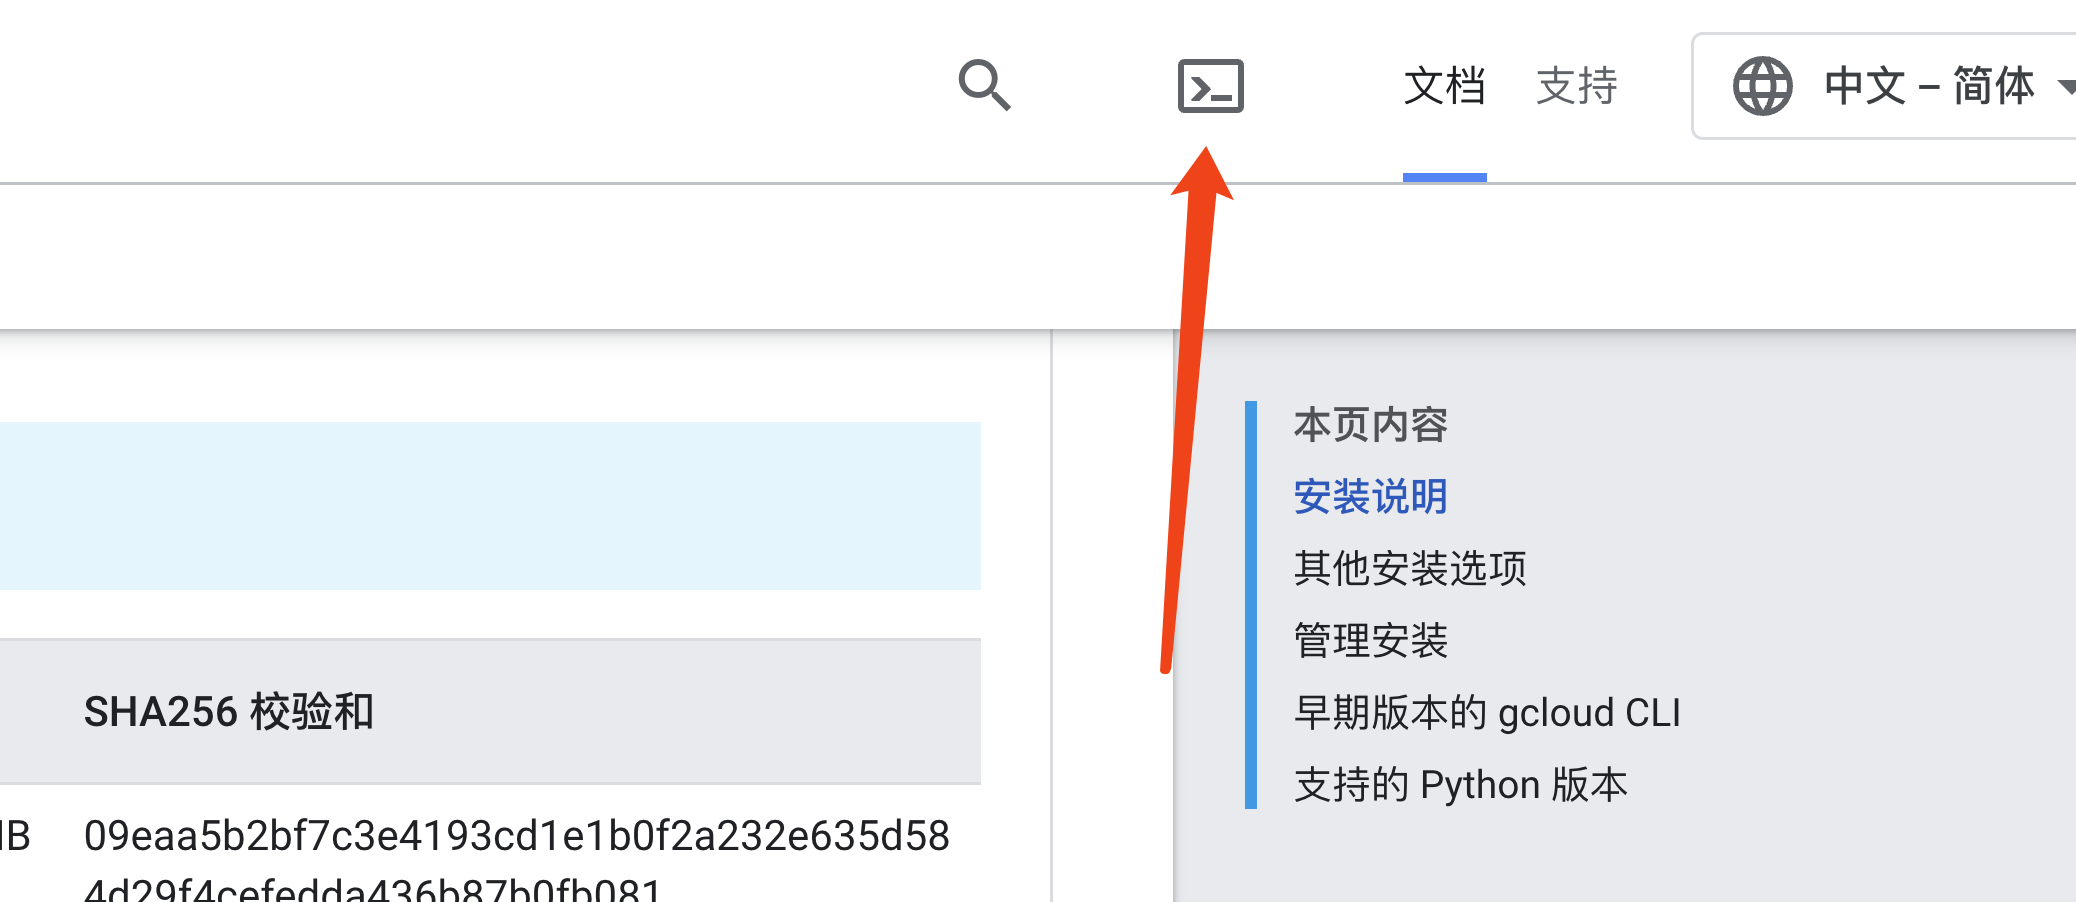 文档
支持
中文 – 简体
本页内容
安装说明
其他安装选项
管理安装
早期版本的 gcloud CLI
支持的 Python 版本
SHA256 校验和
09eaa5b2bf7c3e4193cd1e1b0f2a232e635d58
4d29f4cefedda436b87b0fb081